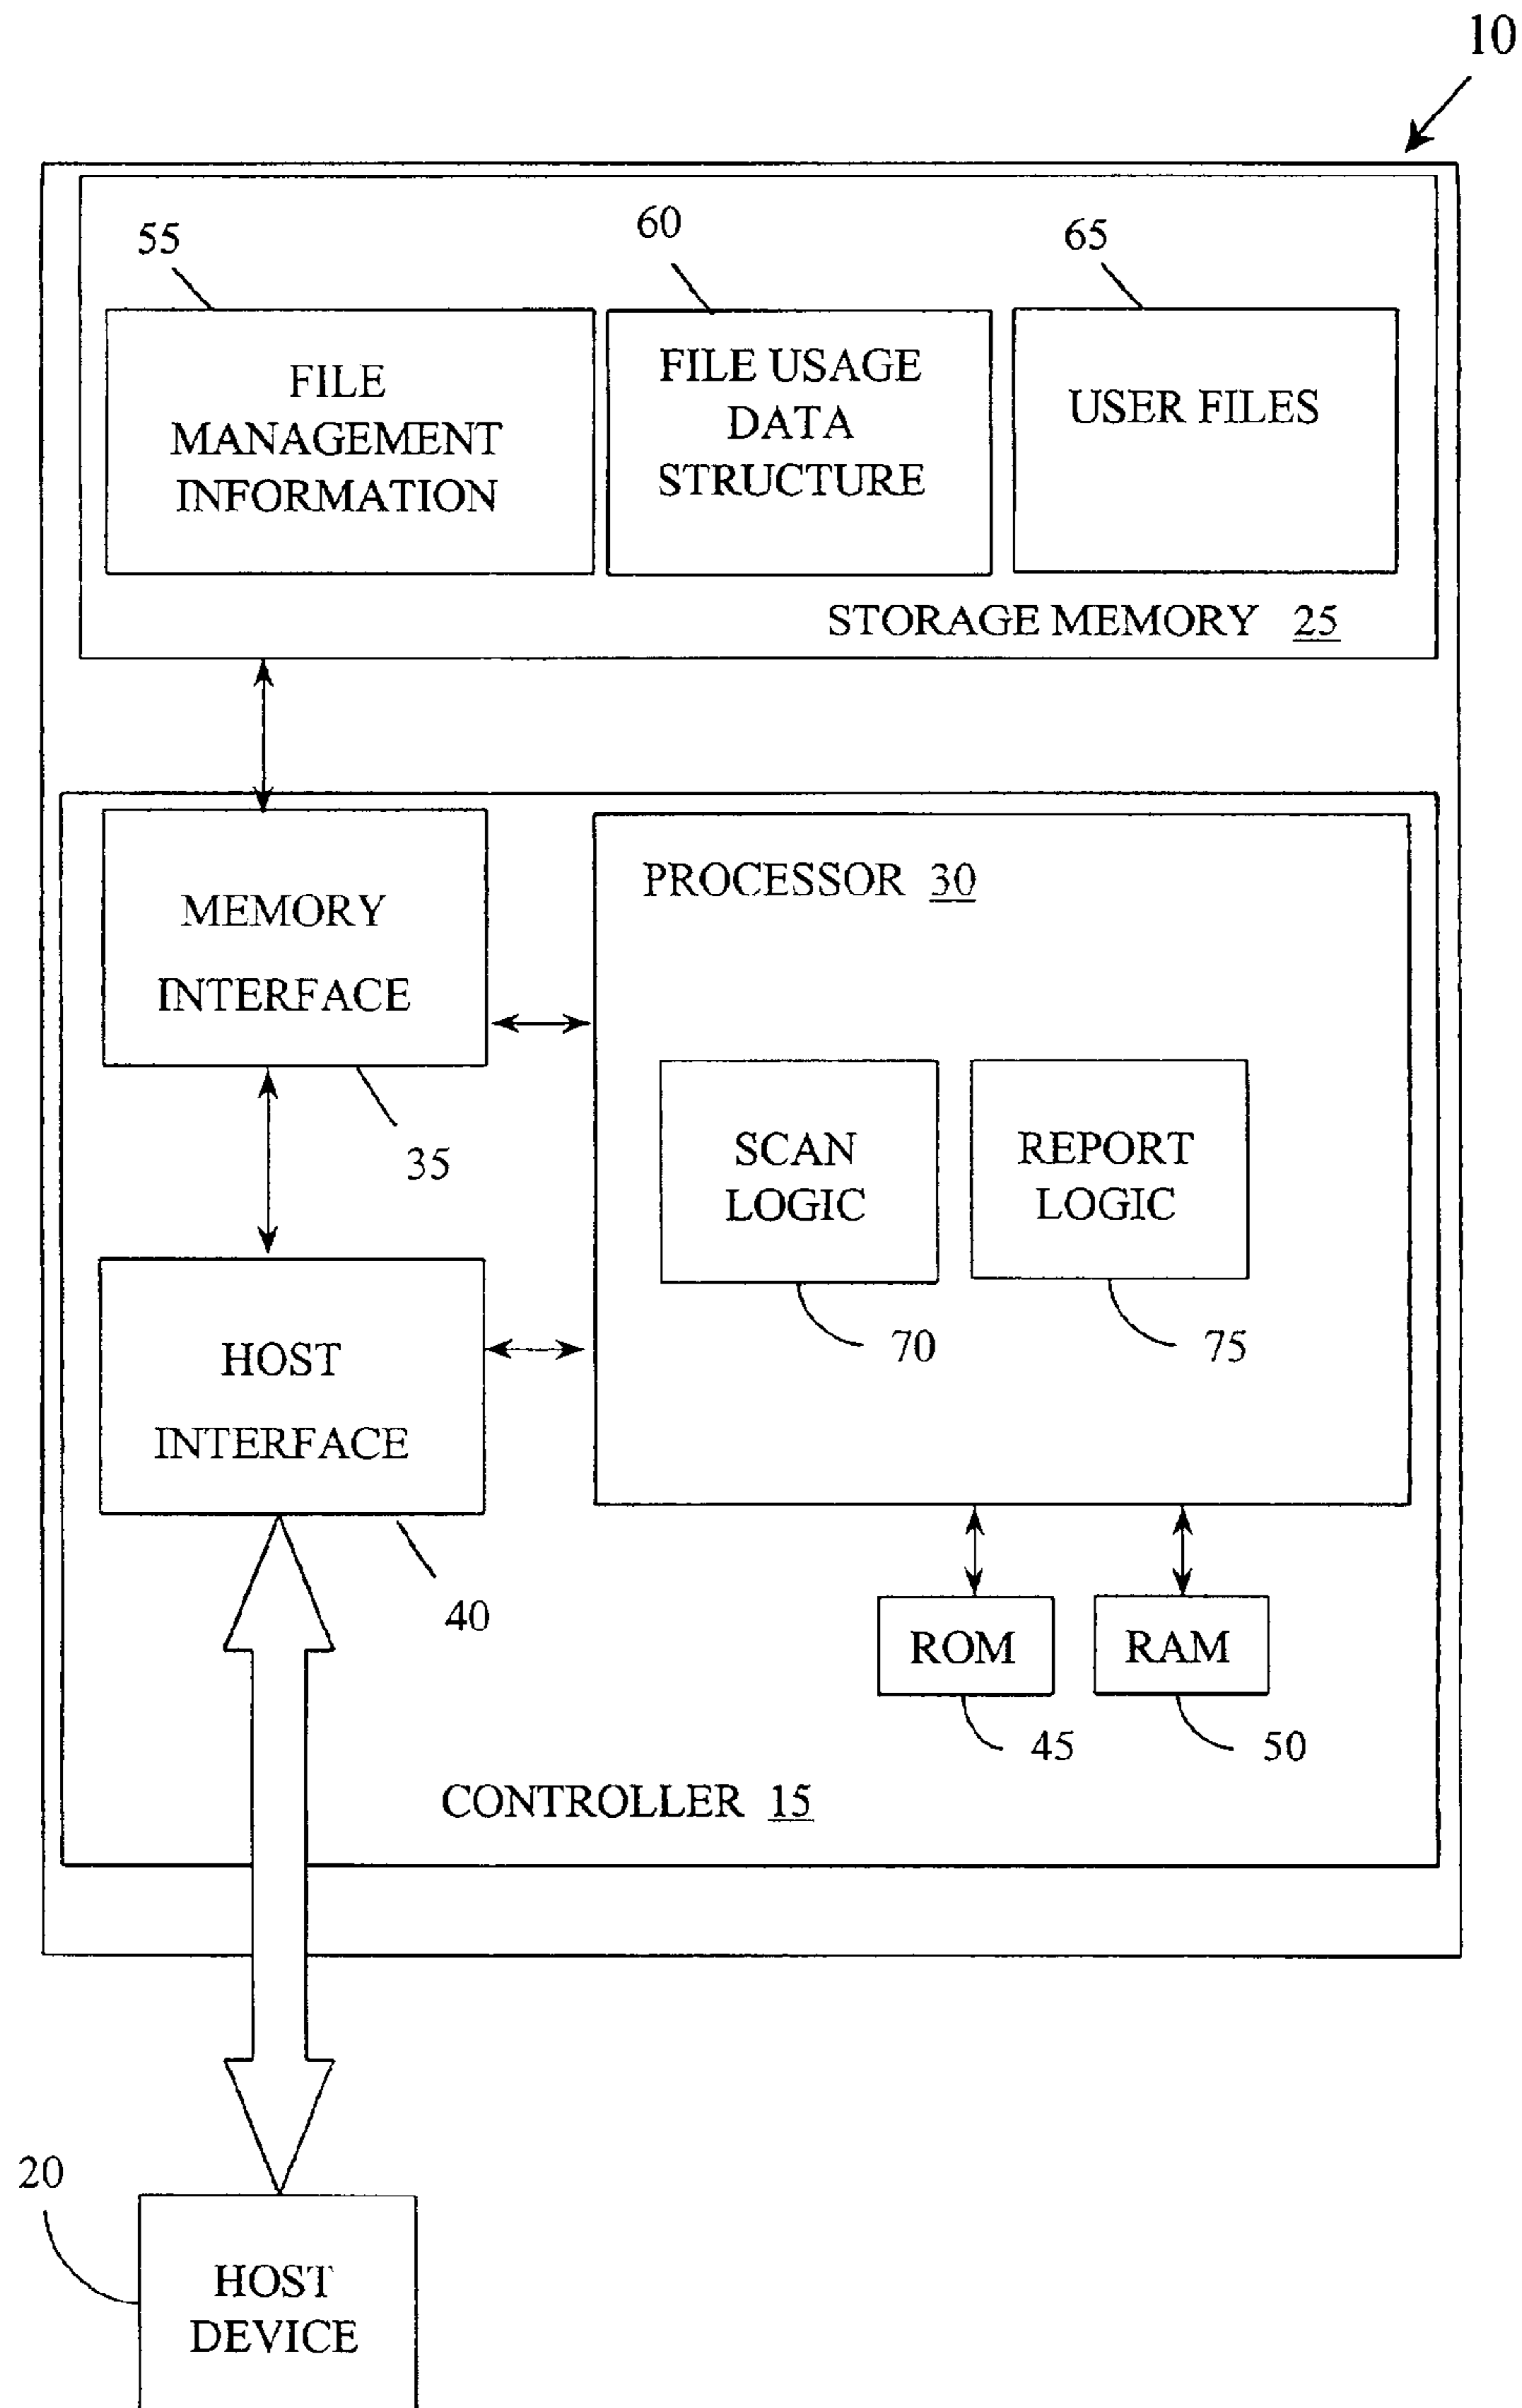 10
55
60
65
FILE
MANAGEMENT
INFORMATION
FILE USAGE
DATA
STRUCTURE
USER FILES
STORAGE MEMORY 25
MEMORY
INTERFACE
35
PROCESSOR 30
SCAN
LOGIC
70
REPORT
LOGIC
75
HOST
INTERFACE
40
ROM
45
RAM
50
CONTROLLER 15
20
HOST
DEVICE